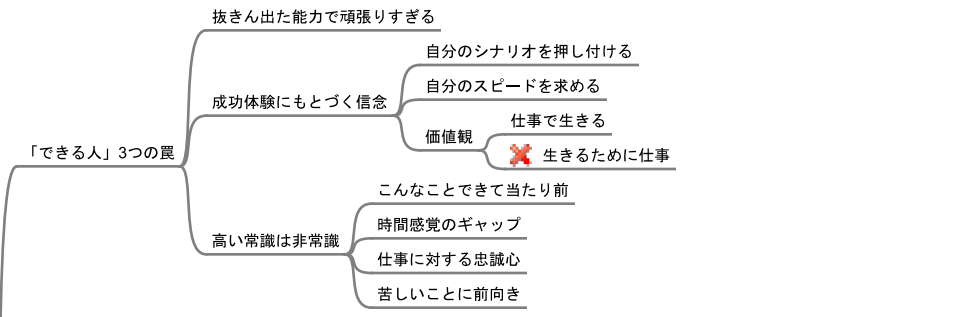 抜きん出た能力で頑張りすぎる
自分のシナリオを押し付ける
自分のスピードを求める
成功体験にもとづく信念
仕事で生きる
価値観
生きるために仕事
「できる人」3つの罠
こんなことできて当たり前
時間感覚のギャップ
高い常識は非常識
仕事に対する忠誠心
苦しいことに前向き